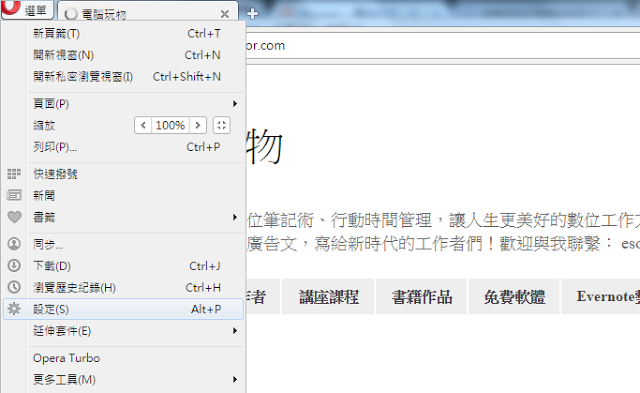 選單
電腦玩物
新頁籤(T) Ctrl+T
開新視窗(N) Ctrl+N
開新私密瀏覽視窗(I) Ctrl+Shift+N
頁面(P)
縮放 100%
列印(P)... Ctrl+P
快速撥號
新聞
書籤
同步...
下載(D) Ctrl+J
瀏覽歷史紀錄(H) Ctrl+H
設定(S) Alt+P
延伸套件(E)
Opera Turbo
更多工具(M)
or.com
物
位筆記術、行動時間管理，讓人生更美好的數位工作方
廣告文，寫給新時代的工作者們！歡迎與我聯繫： esc
作者 講座課程 書籍作品 免費軟體 Evernote